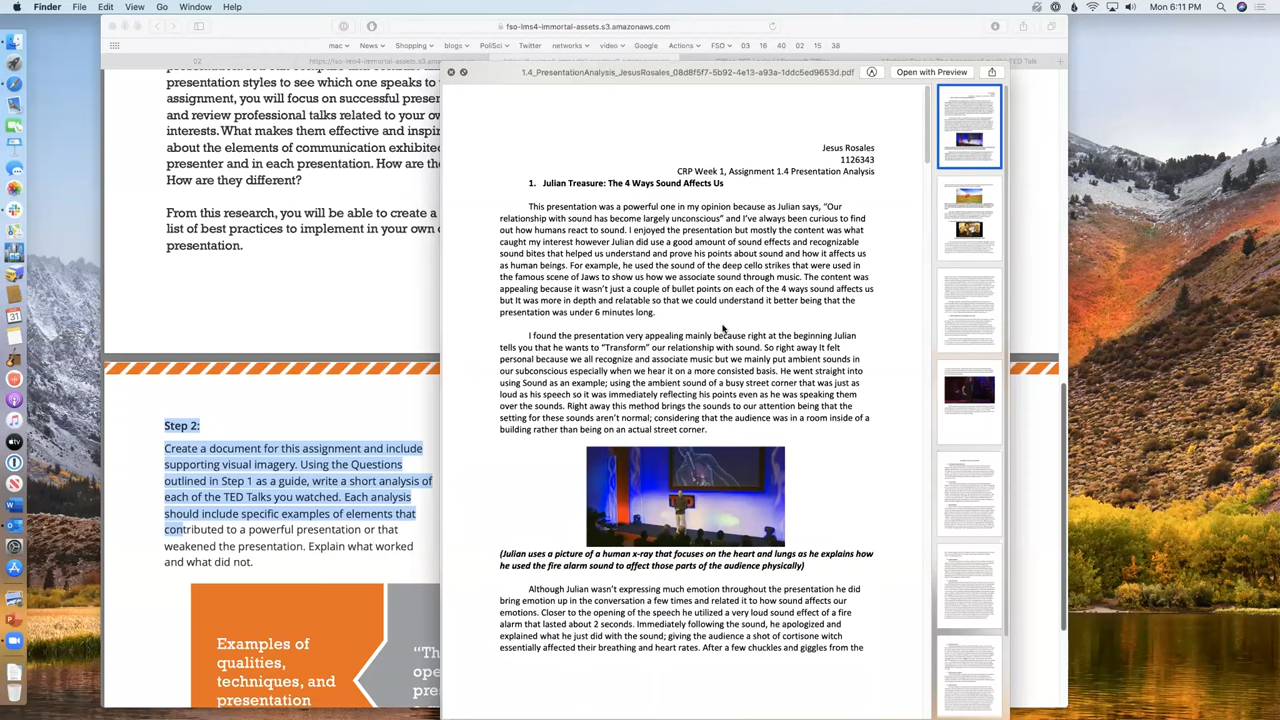 Finder File Edit View Go Window Help
Mon 6:11 PM
fso-lms4-immortal-assets.s3.amazonaws.com
mac News Shopping blogs PoliSci Twitter networks video Google Actions FSO 03 16 40 02 15 38
02
https://fso-lms4-immortal-assets.s3.ama
TED Talk
1.4_PresentationAnalysis_JesusRosales_08d8f5f7-5b92-4e13-a93a-1ddc5ed9653d.pdf
Open with Preview
presentation styles to see which one speaks to
assignment, you will focus on successful prese
and review professional talks related to your o
interests. What makes them effective and inspi
about the elements of communication exhibite
presenter and in each presentation. How are th
How are they different?
From this research, you will be able to create a
list of best practices to implement in your own
presentation.
Step 2:
Create a document for this assignment and include
supporting visual imagery. Using the Questions
outlined in Step 1 as a guide, write a short analysis of
each of the TED Talks you watched. Each analysis
should include specific examples of elements that
contributed to a powerful presentation or that
weakened the presentation. Explain what worked
and what did not.
Examples of
qualities,
techniques, and
presentation
“Th
ope
pre
Jesus Rosales
1126343
CRP Week 1, Assignment 1.4 Presentation Analysis
1. Julian Treasure: The 4 Ways Sound Affects Us
This presentation was a powerful one in my opinion because as Julian says, “Our
relationship with sound has become largely unconscious” and I’ve always been curious to find
out how humans react to sound. I enjoyed the presentation but mostly the content was what
caught my interest however Julian did use a good amount of sound effects and recognizable
sound bites that helped us understand and prove his points about sound and how it affects us
as human beings. For example, he used the sound of the deep cello strikes that were used in
the famous scene of Jaws to show us how we associate sound through music. The content was
appealing because it wasn’t just a couple of bullet points on each of the 4 ways sound affects us
but It was more in depth and relatable so that we could understand it better being that the
presentation was under 6 minutes long.
I found the presentation very appealing mainly because right at the beginning Julian
tells you that he wants to “Transform” our relationship with sound. So right away It felt
personal because we all recognize and associate music but we mainly put ambient sounds in
our subconscious especially when we hear it on a more consisted basis. He went straight into
using Sound as an example; using the ambient sound of a busy street corner that was just as
loud as his speech so it was immediately reflecting his points even as he was speaking them
over the sounds. Right away this method brings the sounds to our attention being that the
setting for these sounds aren’t normal; considering that the audience was in a room inside of a
building rather than being on an actual street corner.
(Julian uses a picture of a human x-ray that focuses on the heart and lungs as he explains how
he used the fire alarm sound to affect those parts of the audience physically)
Although Julian wasn’t expressing much emotion throughout the presentation he did
bring emotion up in the conversation a few times and related it to how sound affects our
emotions. Closer to the opening of the speech he utilized a very loud sound effect of a fire
alarm that lasted about 2 seconds. Immediately following the sound, he apologized and
explained what he just did with the sound; giving the audience a shot of cortisone witch
essentially affected their breathing and heart rates. After a few chuckles and giggles from the